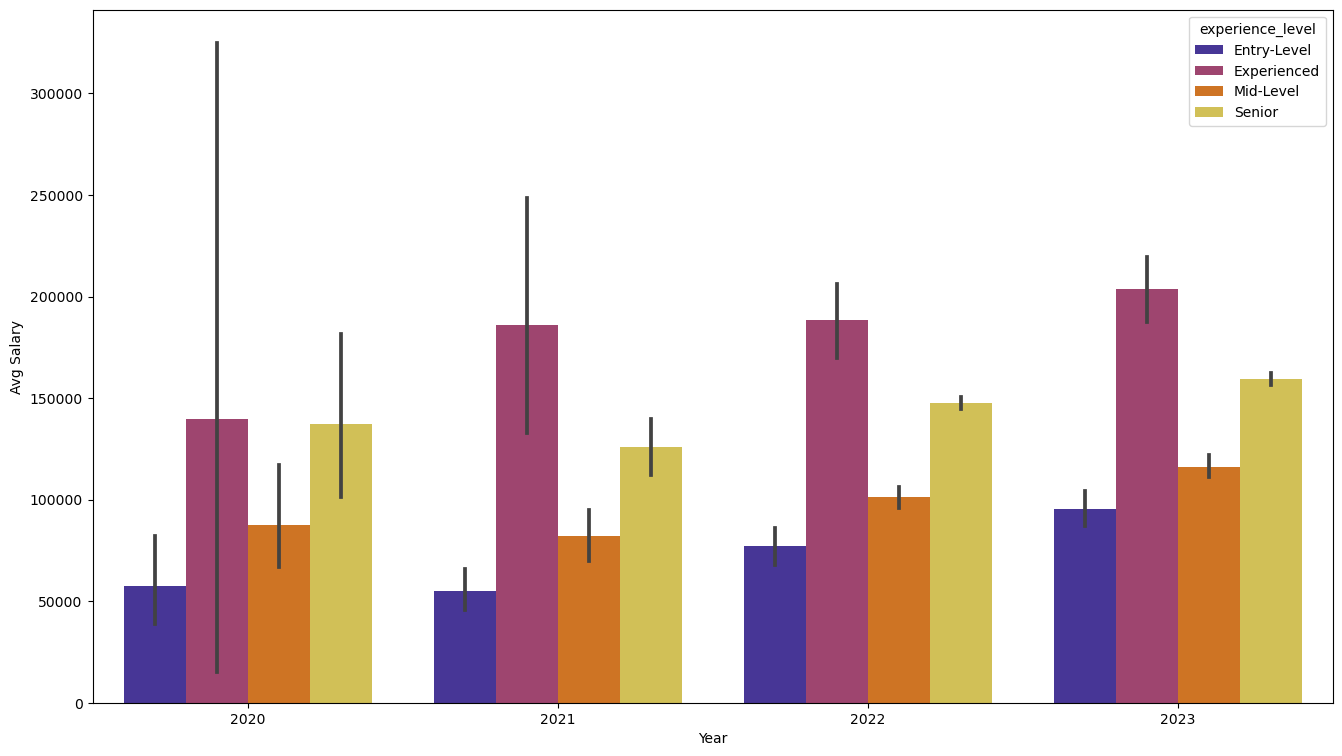 experience_level
Entry-Level
Experienced
Mid-Level
Senior
300000
250000
200000
150000
100000
50000
0
Avg Salary
2020 2021 2022 2023
Year